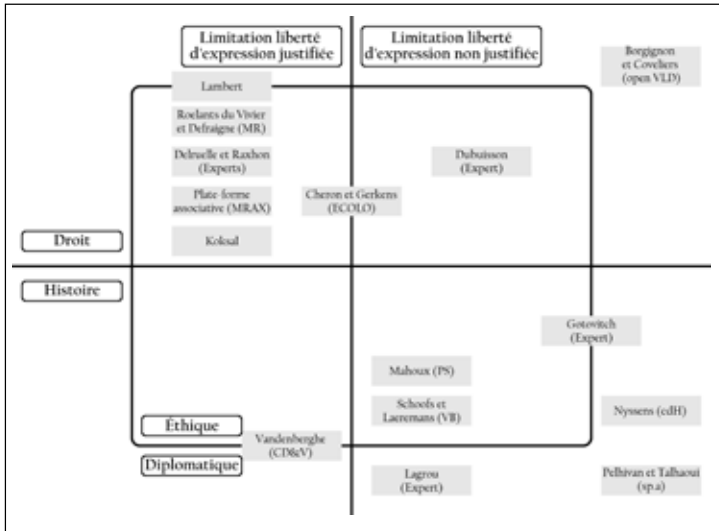 Limitation liberté
d'expression justifiée
Limitation liberté
d'expression non justifiée
Borgignon
et Coveliers
(open VLD)
Lambert
Roelants du Vivier
et Defraigne (MR)
Delruelle et Raxhon
(Experts)
Dubuisson
(Expert)
Plate-forme
associative (MRAX)
Cheron et Gerkens
(ECOLO)
Droit
Koksal
Histoire
Gotovitch
(Expert)
Mahoux (PS)
Schoofs et
Laeremans (VB)
Nyssens (cdH)
Éthique
Vandenberghe
(CD&V)
Diplomatique
Lagrou
(Expert)
Pelhivan et Talhaoui
(sp.a)